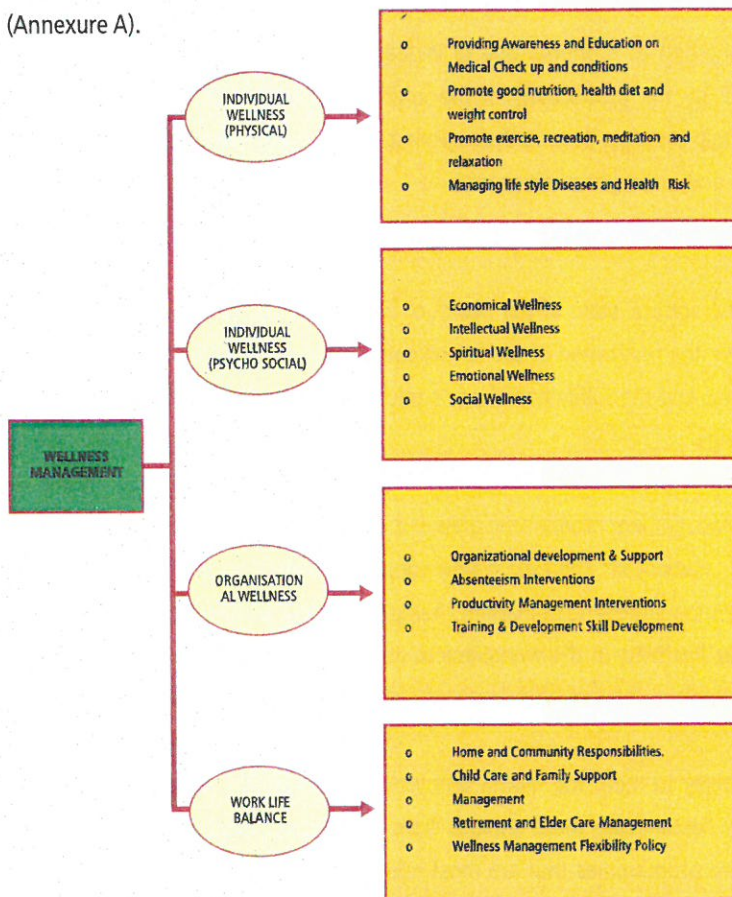 (Annexure A).
INDIVIDUAL
WELLNESS
(PHYSICAL)
o Providing Awareness and Education on
Medical Check up and conditions
o Promote good nutrition, health diet and
weight control
o Promote exercise, recreation, meditation and
relaxation
o Managing life style Diseases and Health Risk
INDIVIDUAL
WELLNESS
(PSYCHO SOCIAL)
o Economical Wellness
o Intellectual Wellness
o Spiritual Wellness
o Emotional Wellness
o Social Wellness
WELLNESS
MANAGEMENT
ORGANISATION
AL WELLNESS
o Organizational development & Support
o Absenteeism Interventions
o Productivity Management Interventions
o Training & Development Skill Development
WORK LIFE
BALANCE
o Home and Community Responsibilities.
o Child Care and Family Support
o Management
o Retirement and Elder Care Management
o Wellness Management Flexibility Policy